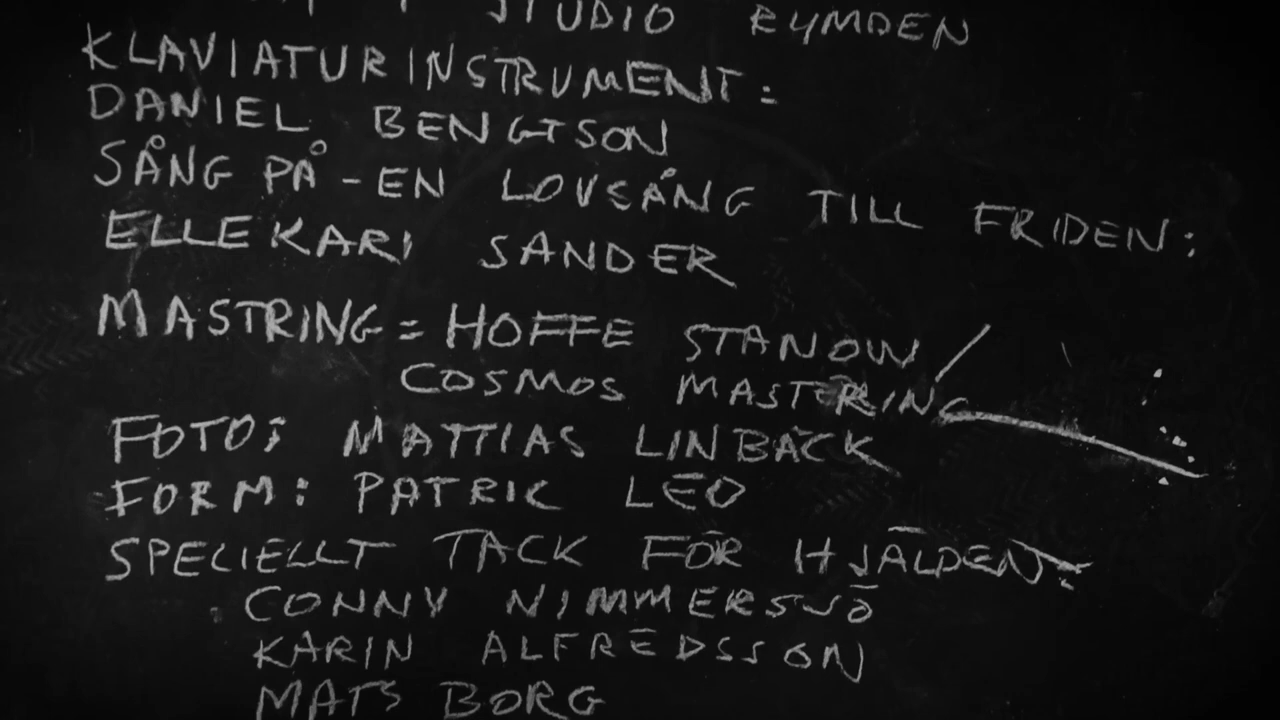 STUDIO RYMDEN
KLAVIATURINSTRUMENT:
DANIEL BENGTSON
SÅNG PÅ - EN LOVSÅNG TILL FRIDEN:
ELLEKARI SANDER
MASTRING = HOFFE STANOW/
COSMOS MASTERING
FOTO: MATTIAS LINBÄCK
FORM: PATRIC LEO
SPECIELLT TACK FÖR HJÄLPEN:
CONNY NIMMERSJÖ
KARIN ALFREDSSON
MATS BORG